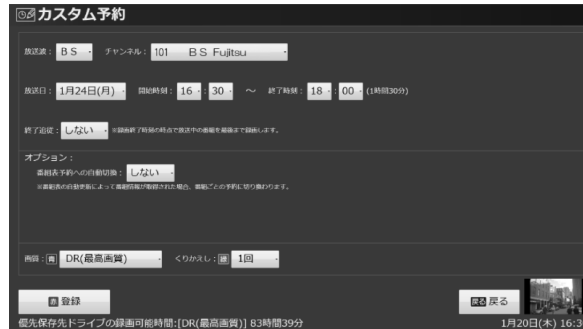 カスタム予約
放送波： BS チャンネル： 101 BS Fujitsu
放送日： 1月24日(月) 開始時刻： 16 : 30 ～ 終了時刻： 18 : 00 (1時間30分)
終了追従： しない ※録画終了時刻の時点で放送中の番組を最後まで録画します。
オプション：
番組表予約への自動切換： しない
※番組表の自動更新によって番組情報が取得された場合、番組ごとの予約に切り換わります。
画質： 青 DR(最高画質) くりかえし： 緑 1回
赤 登録 戻る 戻る
優先保存先ドライブの録画可能時間:[DR(最高画質)] 83時間39分 1月20日(木) 16:3